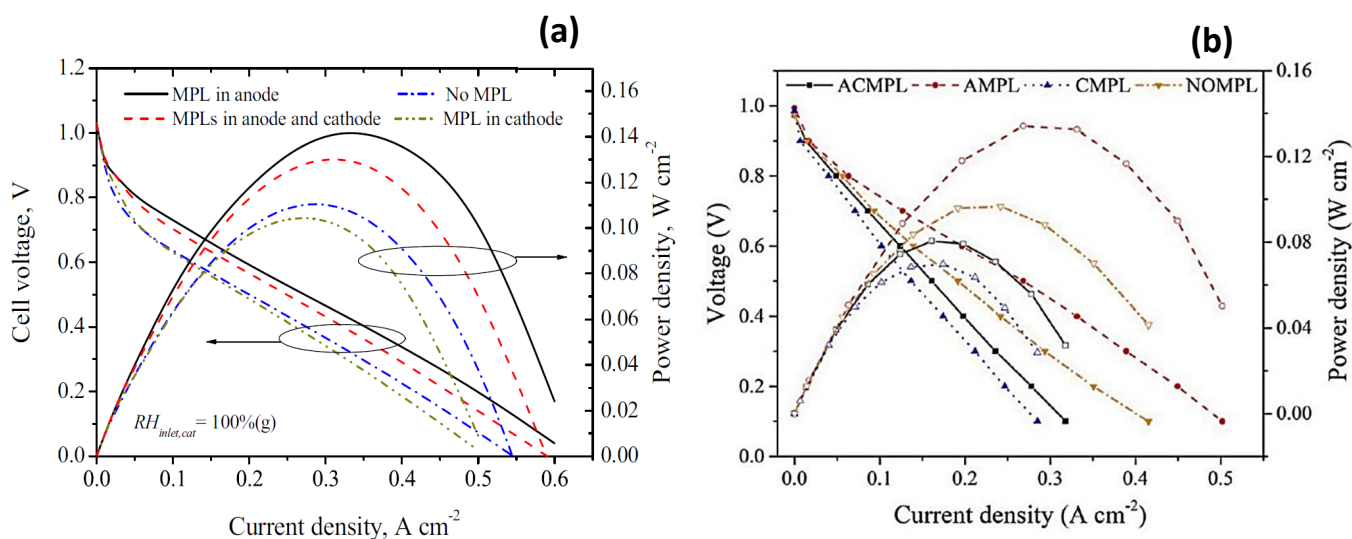 (a)
1.2
1.0
0.8
0.6
0.4
0.2
0.0
Cell voltage, V
MPL in anode
No MPL
MPLs in anode and cathode
MPL in cathode
RH inlet,cat = 100%(g)
0.0 0.1 0.2 0.3 0.4 0.5 0.6
Current density, A cm-2
0.16
0.14
0.12
0.10
0.08
0.06
0.04
0.02
0.00
Power density, W cm-2
(b)
ACMPL AMPL CMPL NOMPL
1.0
0.8
0.6
0.4
0.2
0.0
Voltage (V)
0.0 0.1 0.2 0.3 0.4 0.5
Current density (A cm-2)
0.16
0.12
0.08
0.04
0.00
Power density (W cm-2)